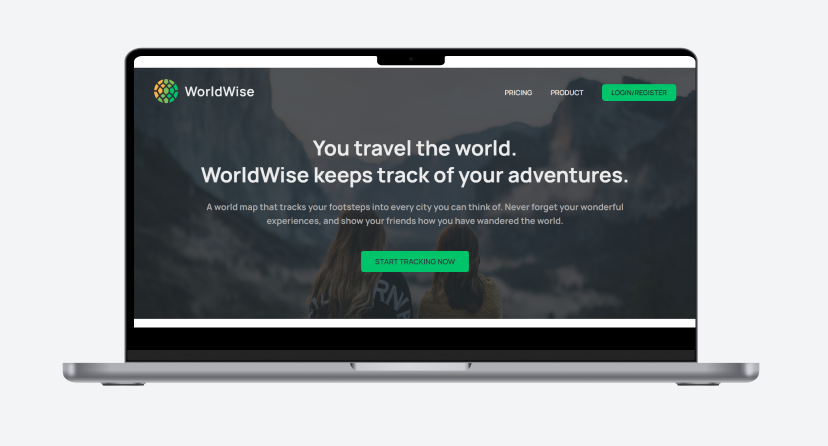 WorldWise
PRICING
PRODUCT
LOGIN/REGISTER
You travel the world.
WorldWise keeps track of your adventures.
A world map that tracks your footsteps into every city you can think of. Never forget your wonderful
experiences, and show your friends how you have wandered the world.
START TRACKING NOW